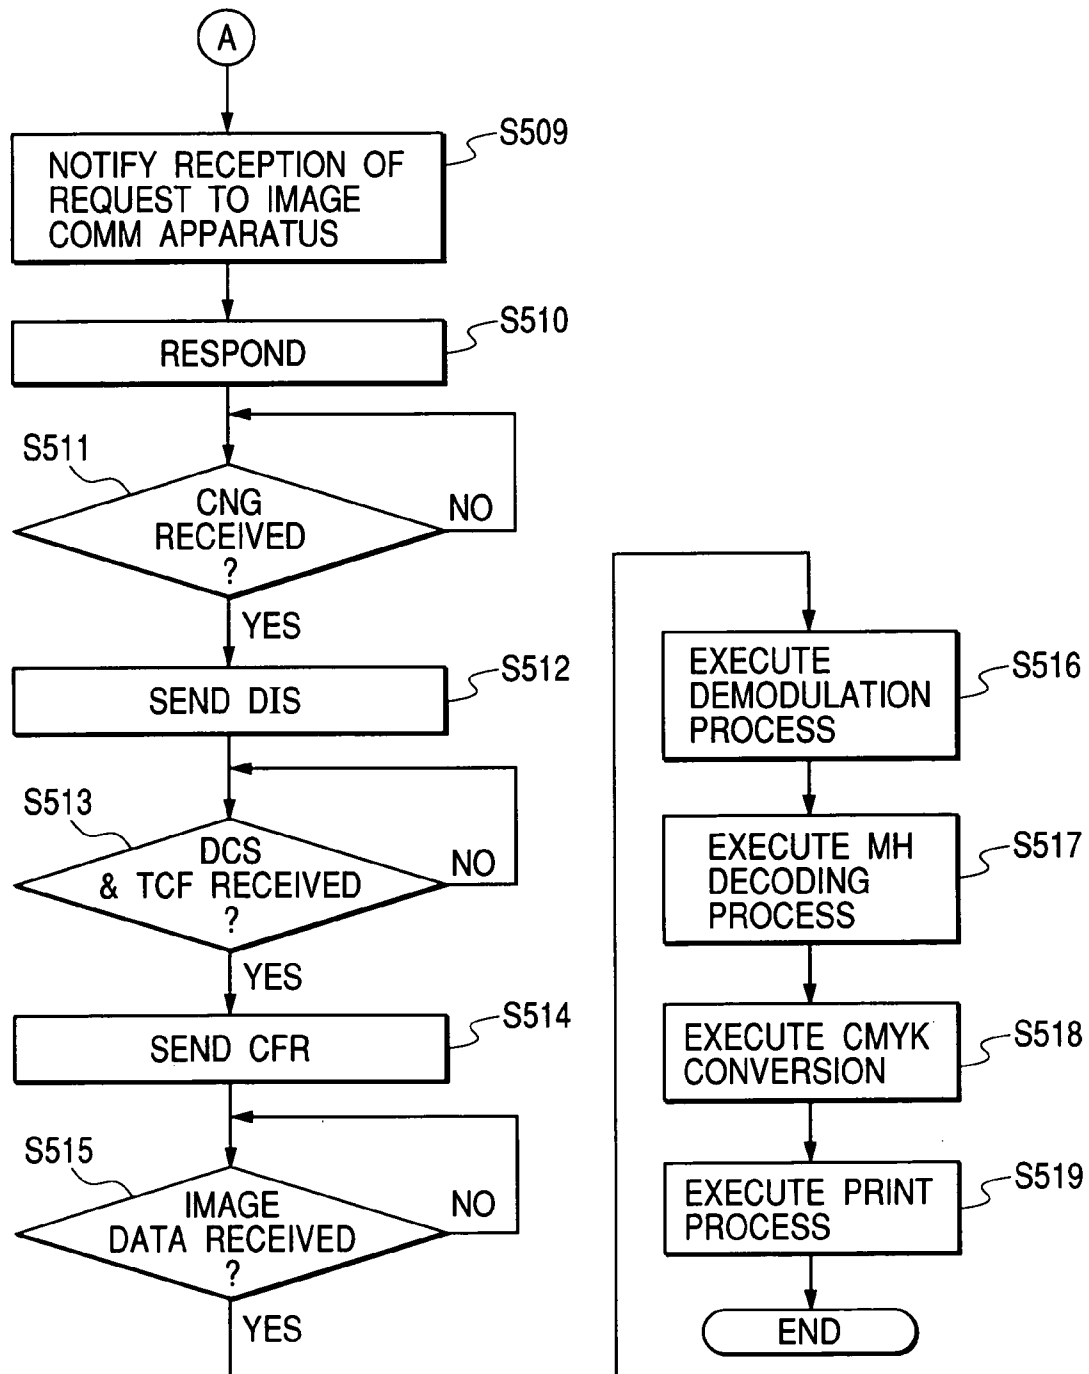 A
S509
NOTIFY RECEPTION OF
REQUEST TO IMAGE
COMM APPARATUS
S510
RESPOND
S511
CNG
RECEIVED
?
NO
YES
S512
SEND DIS
S513
DCS
& TCF RECEIVED
?
NO
YES
S514
SEND CFR
S515
IMAGE
DATA RECEIVED
?
NO
YES
S516
EXECUTE
DEMODULATION
PROCESS
S517
EXECUTE MH
DECODING
PROCESS
S518
EXECUTE CMYK
CONVERSION
S519
EXECUTE PRINT
PROCESS
END